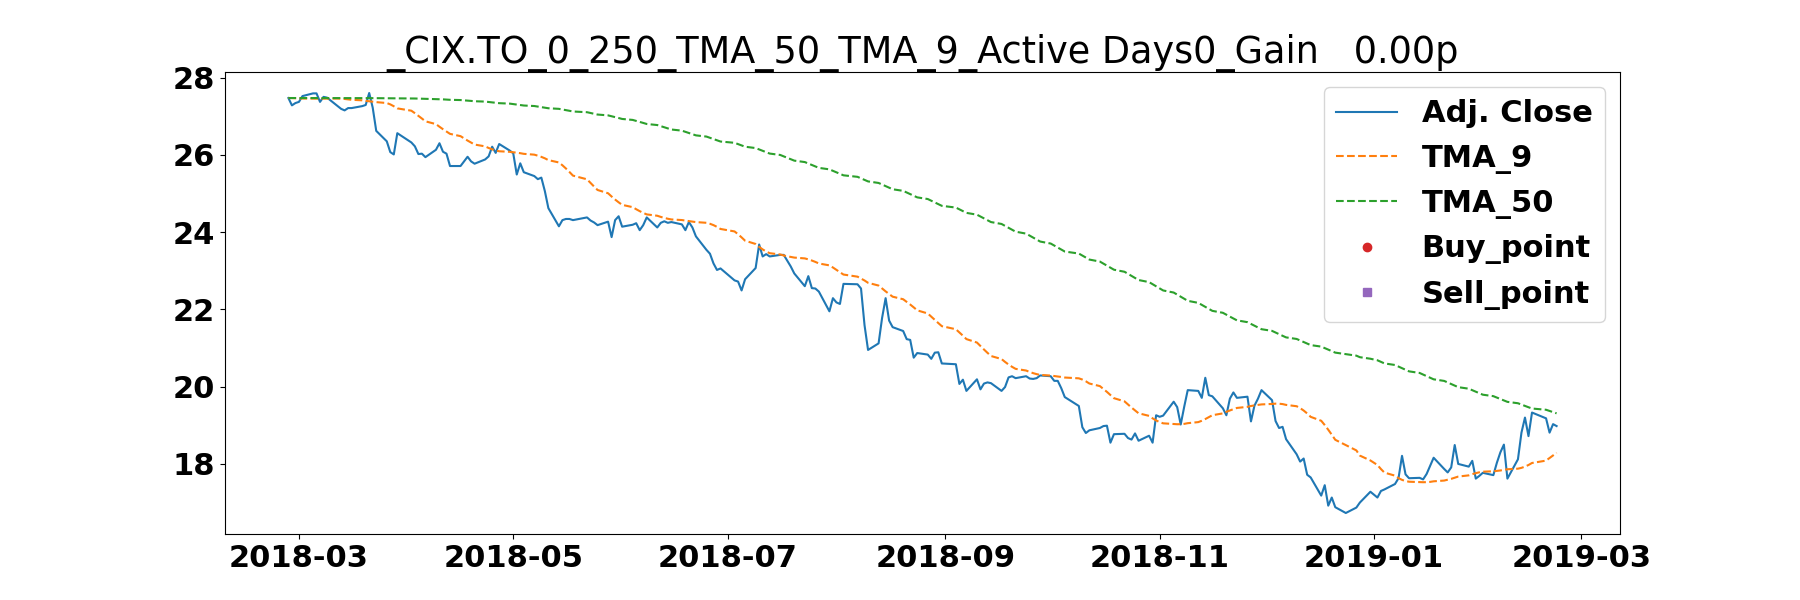 _CIX.TO_0_250_TMA_50_TMA_9_Active Days0_Gain   0.00p
28
26
24
22
20
18
2018-03 2018-05 2018-07 2018-09 2018-11 2019-01 2019-03
Adj. Close
TMA_9
TMA_50
Buy_point
Sell_point